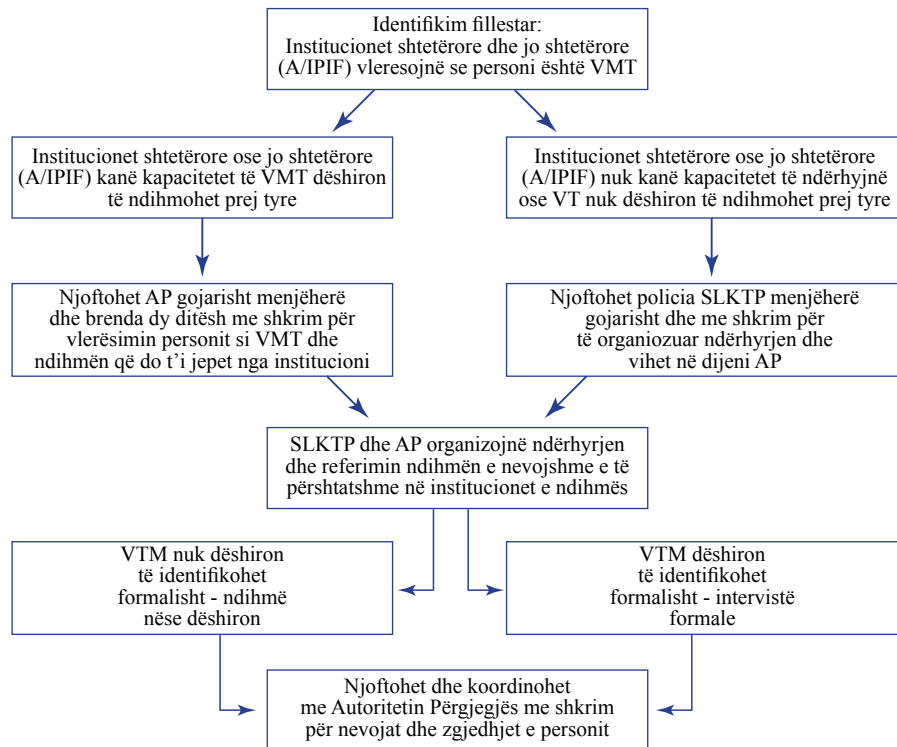 Identifikim fillestar:
Institucionet shtetërore dhe jo shtetërore
(A/IPIF) vleresojnë se personi është VMT
Institucionet shtetërore ose jo shtetërore
(A/IPIF) kanë kapacitetet të VMT dëshiron
të ndihmohet prej tyre
Institucionet shtetërore ose jo shtetërore
(A/IPIF) nuk kanë kapacitetet të ndërhyjnë
ose VT nuk dëshiron të ndihmohet prej tyre
Njoftohet AP gojarisht menjëherë
dhe brenda dy ditësh me shkrim për
vlerësimin personit si VMT dhe
ndihmën që do t’i jepet nga institucioni
Njoftohet policia SLKTP menjëherë
gojarisht dhe me shkrim për
të organiozuar ndërhyrjen dhe
vihet në dijeni AP
SLKTP dhe AP organizojnë ndërhyrjen
dhe referimin ndihmën e nevojshme e të
përshtatshme në institucionet e ndihmës
VTM nuk dëshiron
të identifikohet
formalisht - ndihmë
nëse dëshiron
VTM dëshiron
të identifikohet
formalisht - intervistë
formale
Njoftohet dhe koordinohet
me Autoritetin Përgjegjës me shkrim
për nevojat dhe zgjedhjet e personit